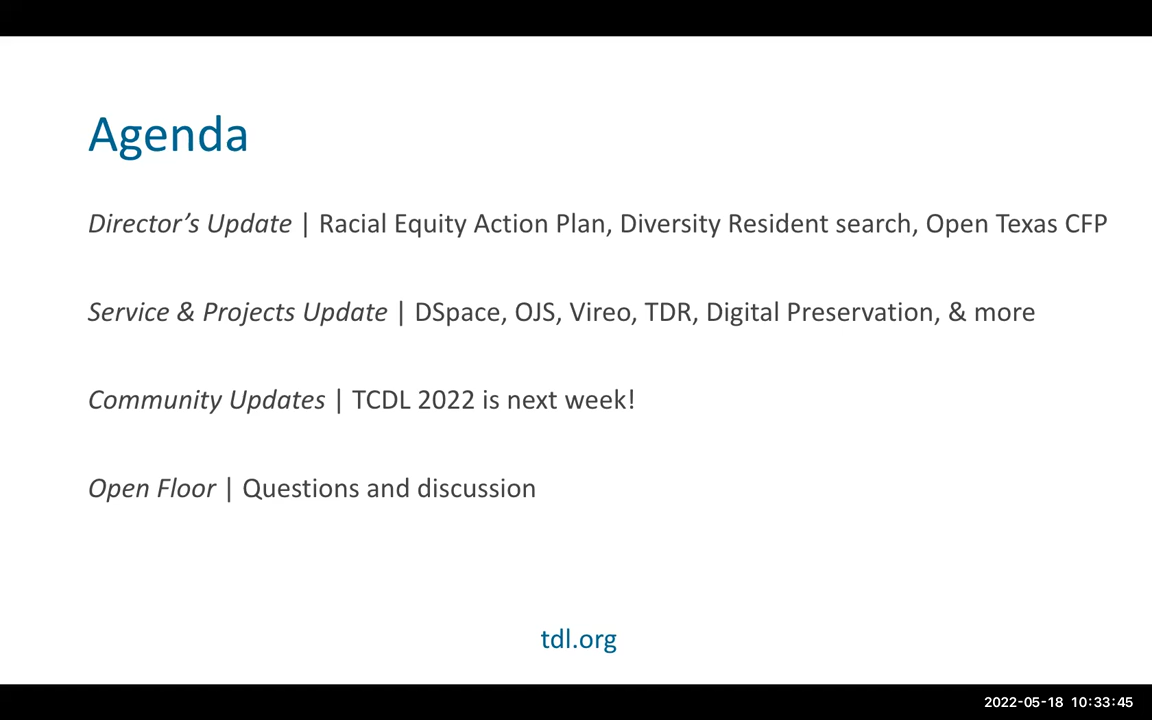 Agenda
Director’s Update | Racial Equity Action Plan, Diversity Resident search, Open Texas CFP
Service & Projects Update | DSpace, OJS, Vireo, TDR, Digital Preservation, & more
Community Updates | TCDL 2022 is next week!
Open Floor | Questions and discussion
tdl.org
2022-05-18 10:33:45